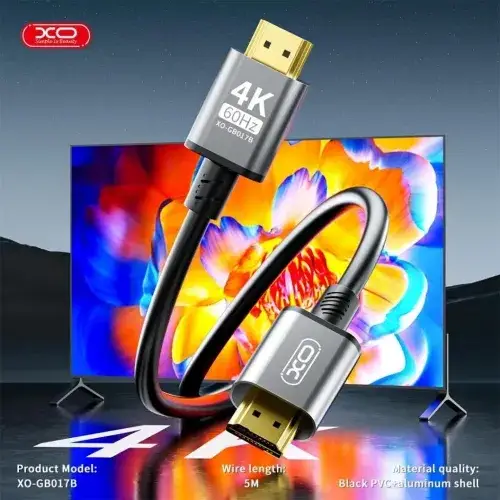 XO
Simple Is Beauty
4K
60Hz
XO-GB017B
XO
4K
Product Model:
XO-GB017B
Wire length:
5M
Material quality:
Black PVC+aluminum shell